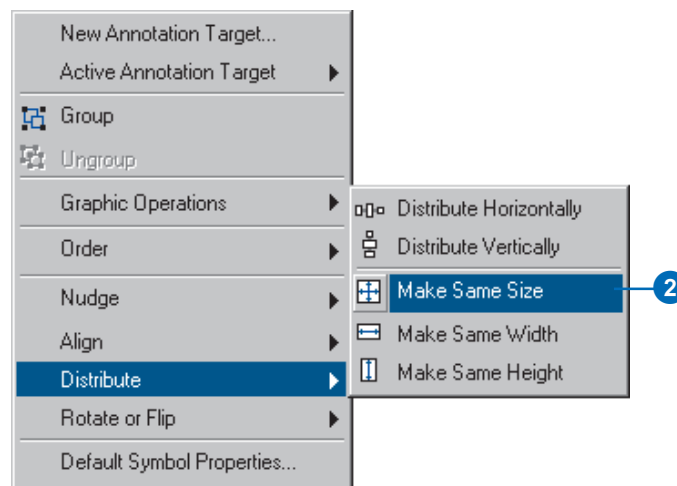 New Annotation Target...
Active Annotation Target
Group
Ungroup
Graphic Operations
Order
Nudge
Align
Distribute
Rotate or Flip
Default Symbol Properties...
Distribute Horizontally
Distribute Vertically
Make Same Size
Make Same Width
Make Same Height
2